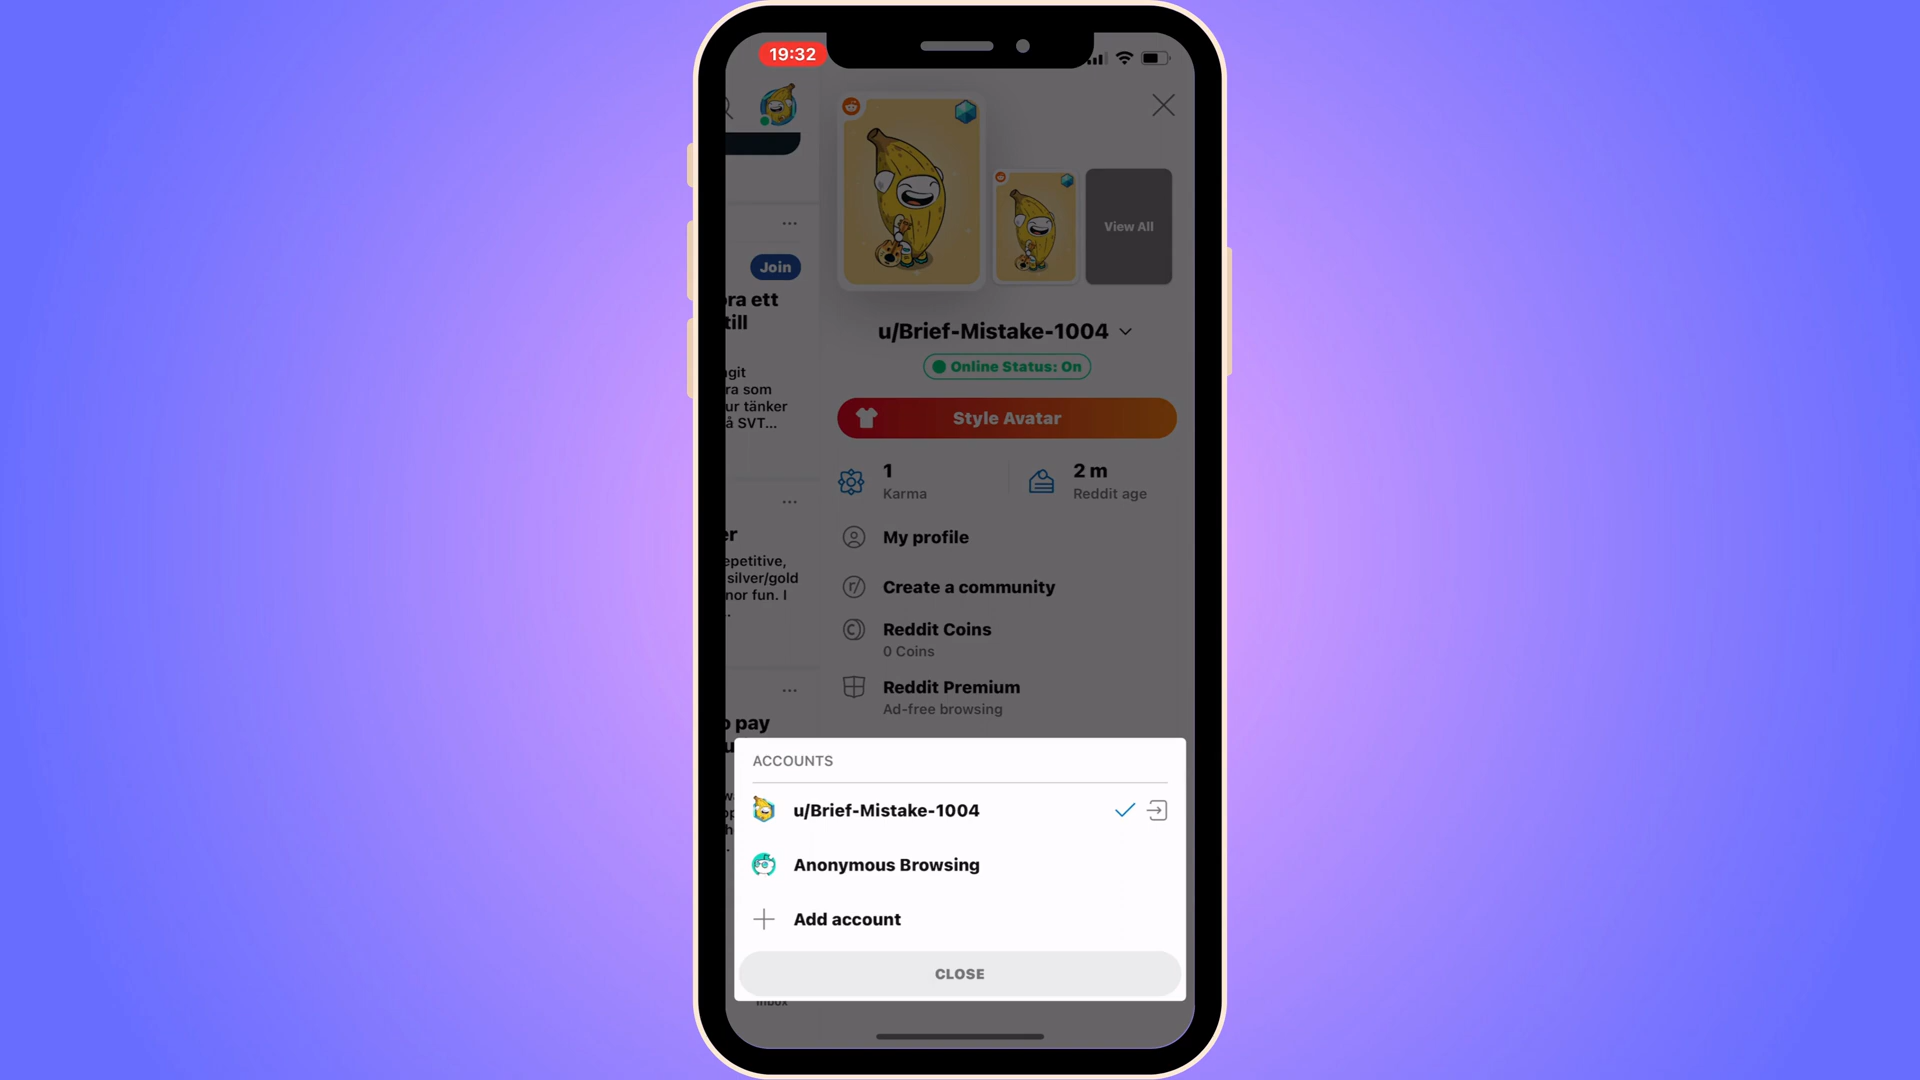 19:32
View All
Join
ra ett
till
u/Brief-Mistake-1004
Online Status: On
git
ra som
ur tänker
å SVT...
Style Avatar
1
Karma
2 m
Reddit age
er
My profile
epetitive,
silver/gold
nor fun. I
Create a community
Reddit Coins
0 Coins
Reddit Premium
Ad-free browsing
o pay
ACCOUNTS
u/Brief-Mistake-1004
Anonymous Browsing
Add account
CLOSE
Inbox